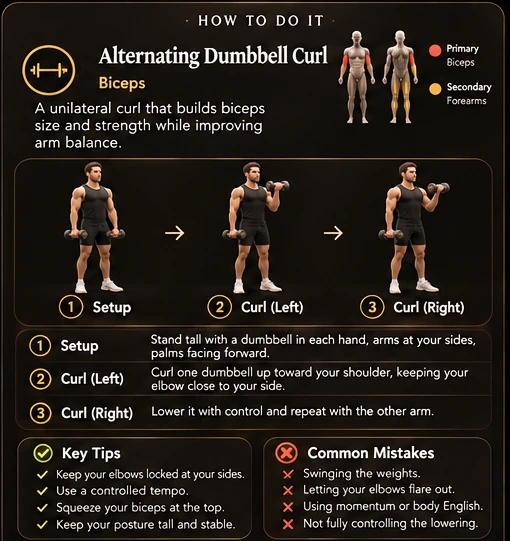 · HOW TO DO IT ·
Alternating Dumbbell Curl
Biceps
A unilateral curl that builds biceps
size and strength while improving
arm balance.
Primary
Biceps
Secondary
Forearms
1 Setup
2 Curl (Left)
3 Curl (Right)
1 Setup
Stand tall with a dumbbell in each hand, arms at your sides,
palms facing forward.
2 Curl (Left)
Curl one dumbbell up toward your shoulder, keeping your
elbow close to your side.
3 Curl (Right)
Lower it with control and repeat with the other arm.
Key Tips
Keep your elbows locked at your sides.
Use a controlled tempo.
Squeeze your biceps at the top.
Keep your posture tall and stable.
Common Mistakes
Swinging the weights.
Letting your elbows flare out.
Using momentum or body English.
Not fully controlling the lowering.